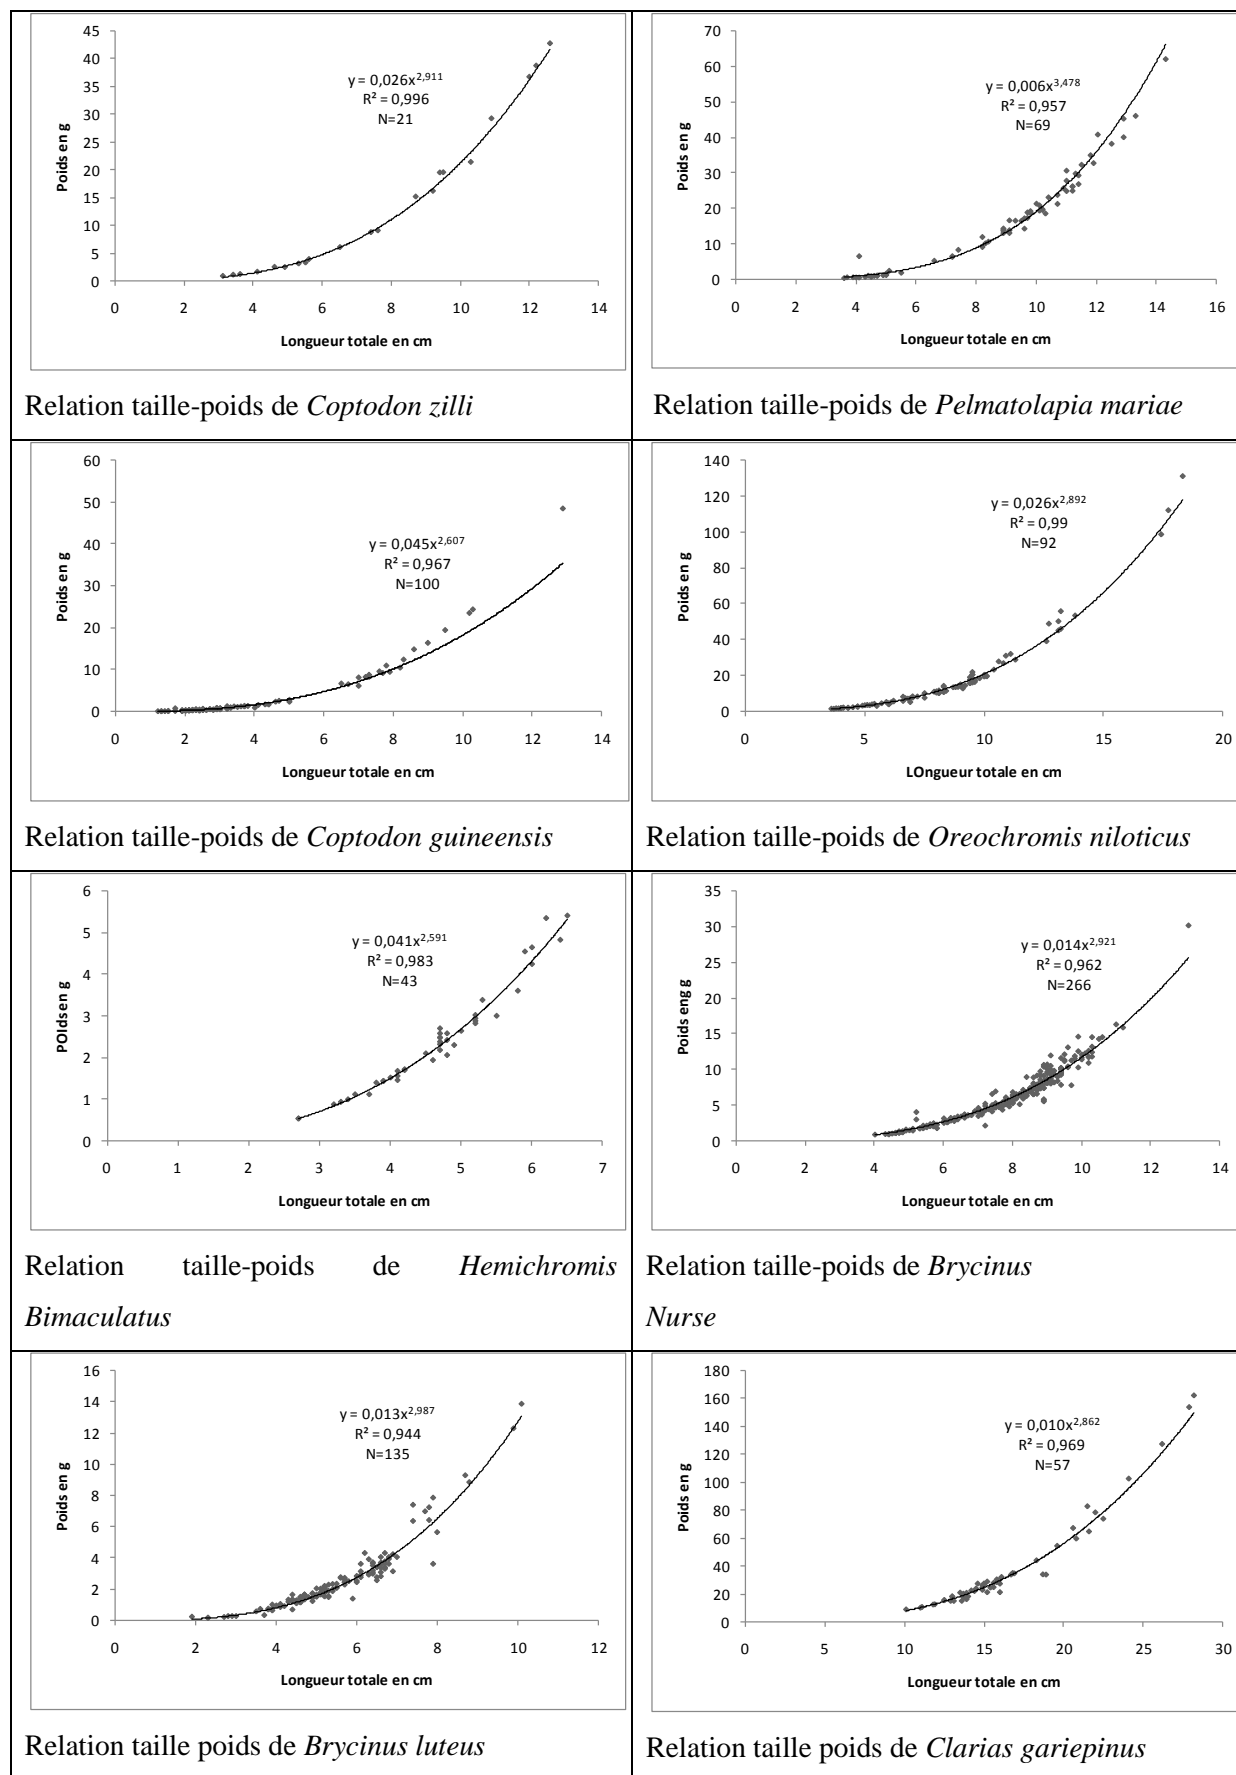 45
40
35
30
25
20
15
10
5
0
Poids en g
y = 0,026x^2,911
R² = 0,996
N=21
0 2 4 6 8 10 12 14
Longueur totale en cm
Relation taille-poids de Coptodon zilli
70
60
50
40
30
20
10
0
Poids en g
y = 0,006x^3,478
R² = 0,957
N=69
0 2 4 6 8 10 12 14 16
Longueur totale en cm
Relation taille-poids de Pelmatolapia mariae
60
50
40
30
20
10
0
Poids en g
y = 0,045x^2,607
R² = 0,967
N=100
0 2 4 6 8 10 12 14
Longueur totale en cm
Relation taille-poids de Coptodon guineensis
140
120
100
80
60
40
20
0
Poids en g
y = 0,026x^2,892
R² = 0,99
N=92
0 5 10 15 20
LOngueur totale en cm
Relation taille-poids de Oreochromis niloticus
6
5
4
3
2
1
0
POIdsen g
y = 0,041x^2,591
R² = 0,983
N=43
0 1 2 3 4 5 6 7
Longueur totale en cm
Relation taille-poids de Hemichromis
Bimaculatus
35
30
25
20
15
10
5
0
Poids eng g
y = 0,014x^2,921
R² = 0,962
N=266
0 2 4 6 8 10 12 14
Longueur totale en cm
Relation taille-poids de Brycinus
Nurse
16
14
12
10
8
6
4
2
0
Poids en g
y = 0,013x^2,987
R² = 0,944
N=135
0 2 4 6 8 10 12
Longueur totale en cm
Relation taille poids de Brycinus luteus
180
160
140
120
100
80
60
40
20
0
Poids en g
y = 0,010x^2,862
R² = 0,969
N=57
0 5 10 15 20 25 30
Longueur totale en cm
Relation taille poids de Clarias gariepinus